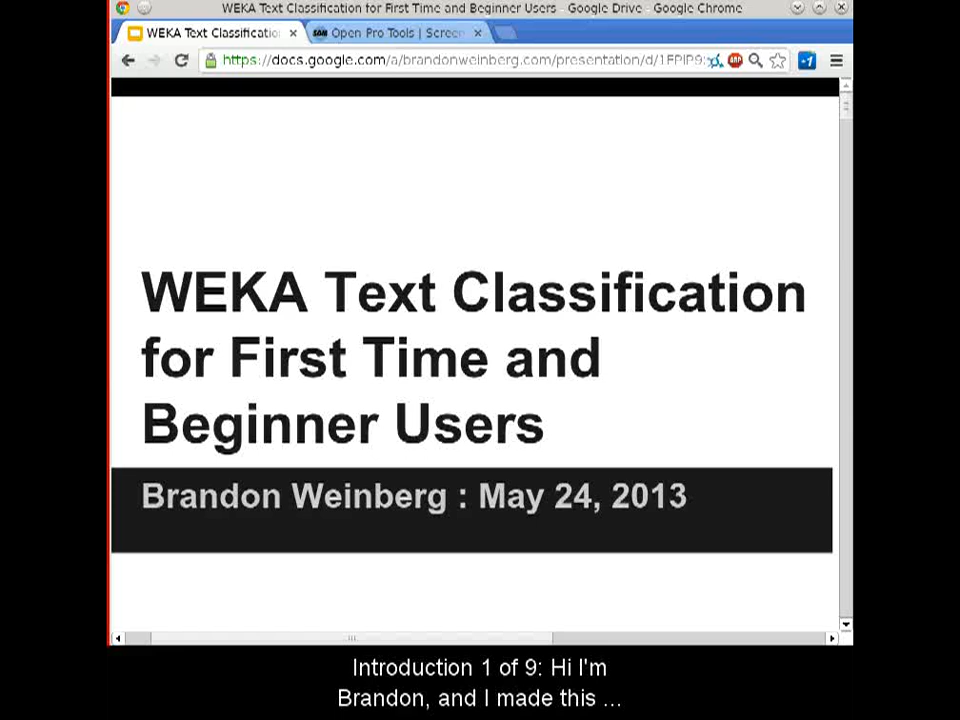 WEKA Text Classification for First Time and Beginner Users - Google Drive - Google Chrome
WEKA Text Classificatio
Open Pro Tools | Screen
https://docs.google.com/a/brandonweinberg.com/presentation/d/1FPIP9
ABP
+1
WEKA Text Classification
for First Time and
Beginner Users
Brandon Weinberg : May 24, 2013
Introduction 1 of 9: Hi I'm
Brandon, and I made this ...